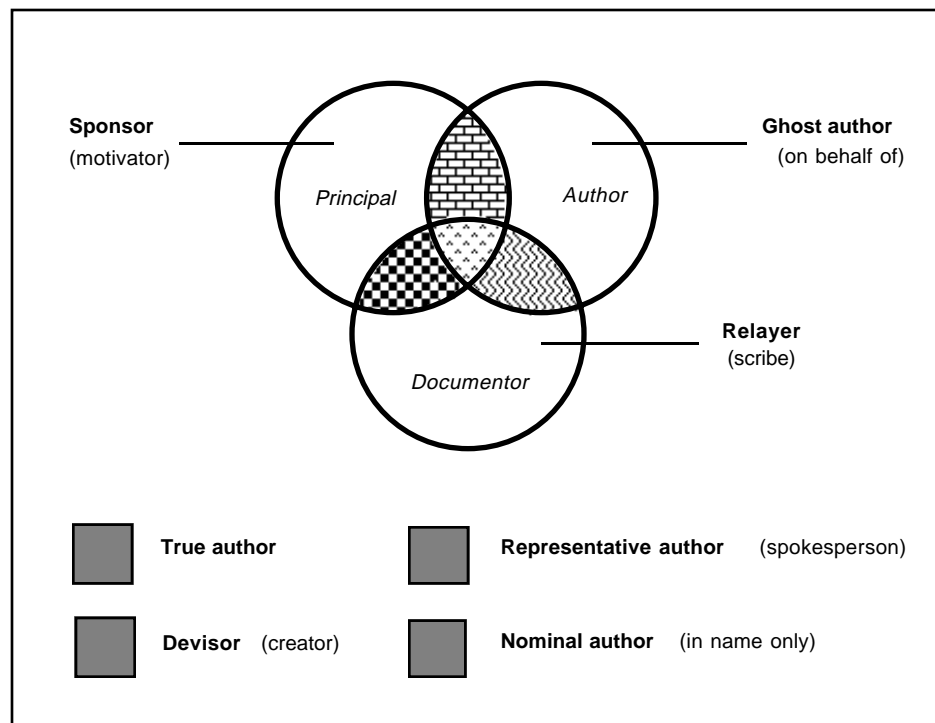 Sponsor
(motivator)
Ghost author
(on behalf of)
Principal
Author
Relayer
(scribe)
Documentor
True author
Representative author (spokesperson)
Devisor (creator)
Nominal author (in name only)